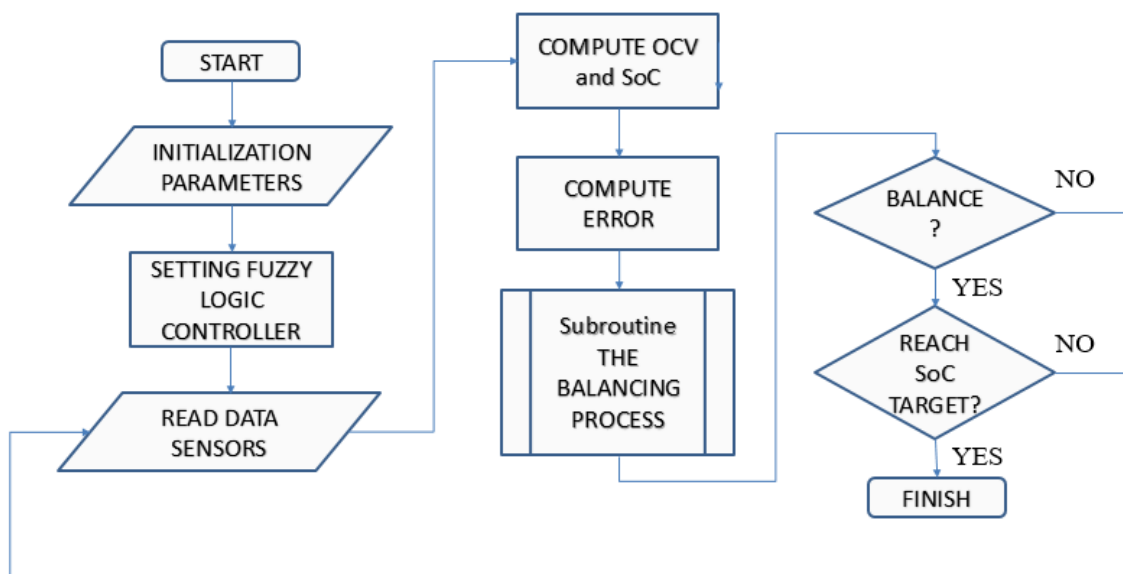 START
INITIALIZATION
PARAMETERS
SETTING FUZZY
LOGIC
CONTROLLER
READ DATA
SENSORS
COMPUTE OCV
and SoC
COMPUTE
ERROR
Subroutine
THE
BALANCING
PROCESS
BALANCE
?
NO
YES
REACH
SoC
TARGET?
NO
YES
FINISH